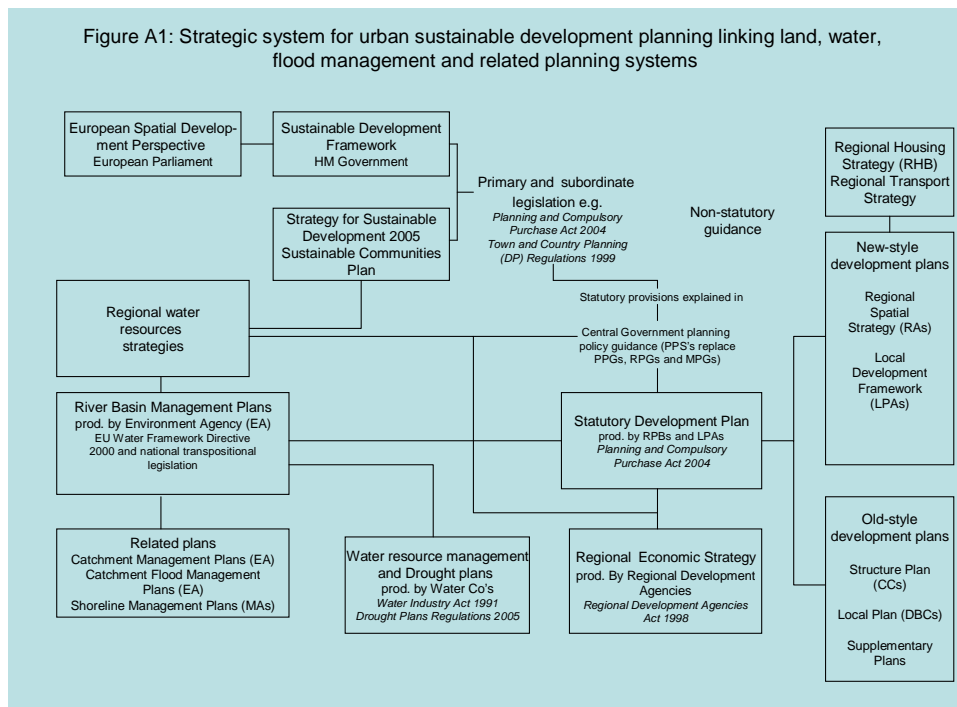 Figure A1: Strategic system for urban sustainable development planning linking land, water,
flood management and related planning systems
European Spatial Develop-
ment Perspective
European Parliament
Sustainable Development
Framework
HM Government
Strategy for Sustainable
Development 2005
Sustainable Communities
Plan
Primary and subordinate
legislation e.g.
Planning and Compulsory
Purchase Act 2004
Town and Country Planning
(DP) Regulations 1999
Non-statutory
guidance
Regional Housing
Strategy (RHB)
Regional Transport
Strategy
New-style
development plans
Regional
Spatial
Strategy (RAs)
Local
Development
Framework
(LPAs)
Statutory provisions explained in
Central Government planning
policy guidance (PPS's replace
PPGs, RPGs and MPGs)
Regional water
resources
strategies
River Basin Management Plans
prod. by Environment Agency (EA)
EU Water Framework Directive
2000 and national transpositional
legislation
Statutory Development Plan
prod. by RPBs and LPAs
Planning and Compulsory
Purchase Act 2004
Related plans
Catchment Management Plans (EA)
Catchment Flood Management
Plans (EA)
Shoreline Management Plans (MAs)
Water resource management
and Drought plans
prod. by Water Co's
Water Industry Act 1991
Drought Plans Regulations 2005
Regional Economic Strategy
prod. By Regional Development
Agencies
Regional Development Agencies
Act 1998
Old-style
development plans
Structure Plan
(CCs)
Local Plan (DBCs)
Supplementary
Plans